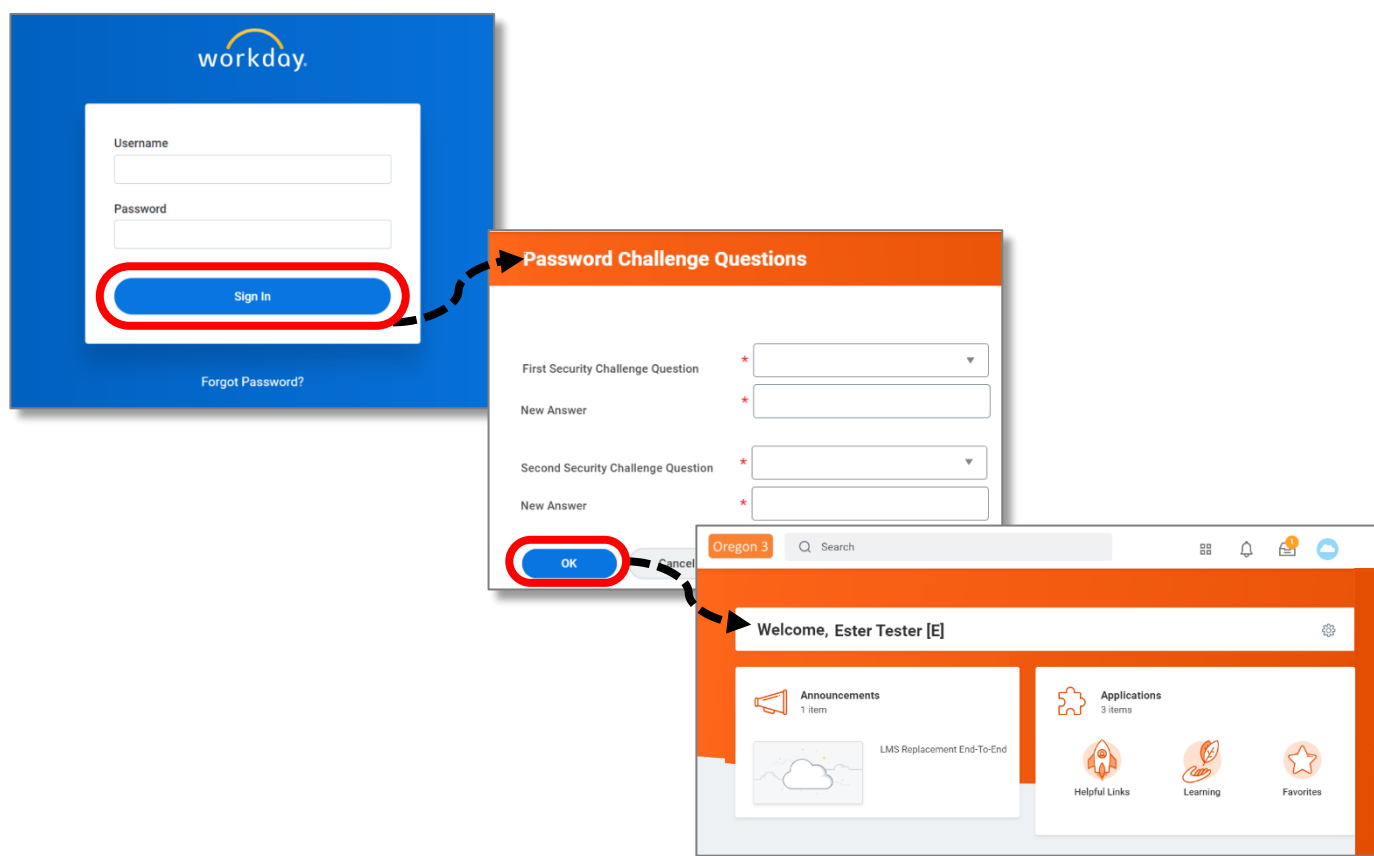 workday.
Username
Password
Sign In
Forgot Password?
Password Challenge Questions
First Security Challenge Question *
New Answer *
Second Security Challenge Question *
New Answer *
OK
Cancel
Oregon 3
Search
1
Welcome, Ester Tester [E]
Announcements
1 item
LMS Replacement End-To-End
Applications
3 items
Helpful Links
Learning
Favorites